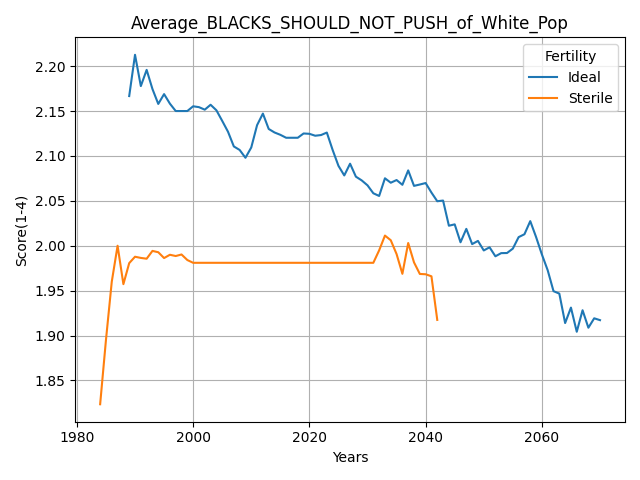 Average_BLACKS_SHOULD_NOT_PUSH_of_White_Pop
Fertility
Ideal
Sterile
Score(1-4)
2.20
2.15
2.10
2.05
2.00
1.95
1.90
1.85
1980 2000 2020 2040 2060
Years